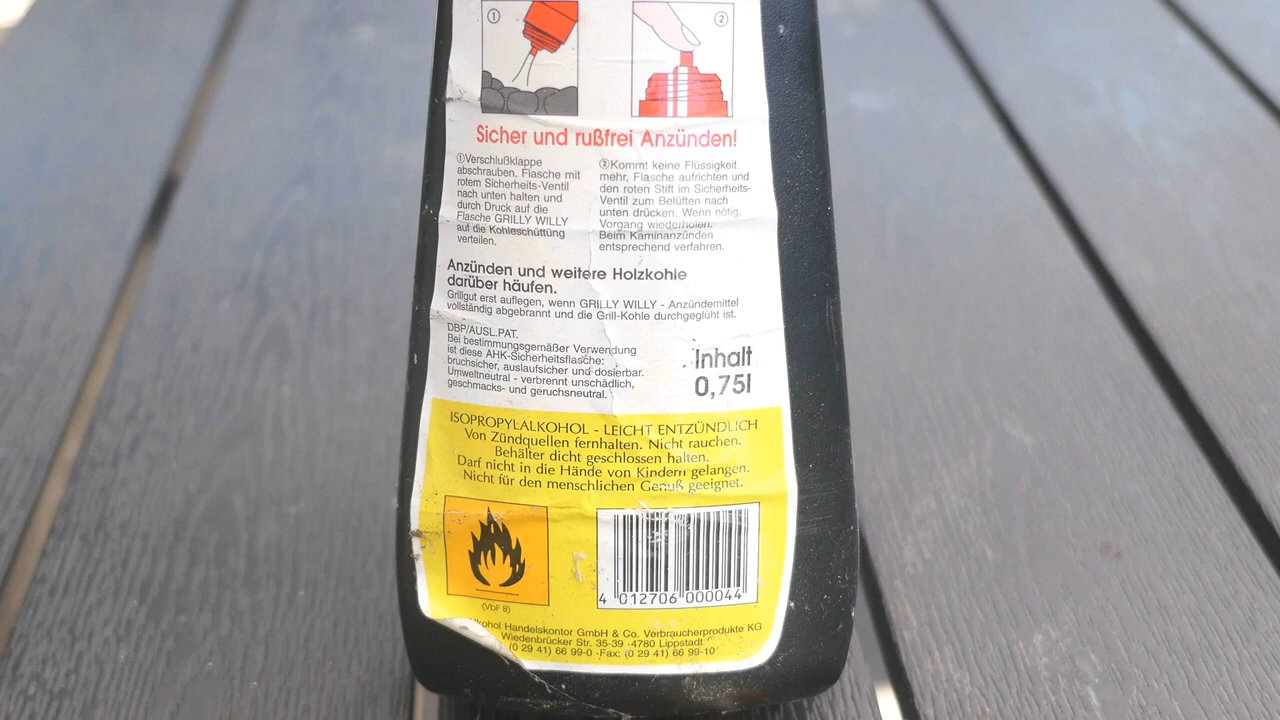 ①
②
Sicher und rußfrei Anzünden!
①Verschlußklappe
abschrauben. Flasche mit
rotem Sicherheits-Ventil
nach unten halten und
durch Druck auf die
Flasche GRILLY WILLY
auf die Kohleschüttung
verteilen.
②Kommt keine Flüssigkeit
mehr, Flasche aufrichten und
den roten Stift im Sicherheits-
Ventil zum Belüften nach
unten drücken. Wenn nötig,
Vorgang wiederholen.
Beim Kaminanzünden
entsprechend verfahren.
Anzünden und weitere Holzkohle
darüber häufen.
Grillgut erst auflegen, wenn GRILLY WILLY - Anzündemittel
vollständig abgebrannt und die Grill-Kohle durchgeglüht ist.
DBP/AUSL.PAT.
Bei bestimmungsgemäßer Verwendung
ist diese AHK-Sicherheitsflasche:
bruchsicher, auslaufsicher und dosierbar.
Umweltneutral - verbrennt unschädlich,
geschmacks- und geruchsneutral.
Inhalt
0,75l
ISOPROPYLALKOHOL - LEICHT ENTZÜNDLICH
Von Zündquellen fernhalten. Nicht rauchen.
Behälter dicht geschlossen halten.
Darf nicht in die Hände von Kindern gelangen.
Nicht für den menschlichen Genuß geeignet.
(VbF B)
4 012706 000044
kohol Handelskontor GmbH & Co. Verbraucherprodukte KG
Wiedenbrücker Str. 35-39 -4780 Lippstadt
(0 29 41) 66 99-0 -Fax: (0 29 41) 66 99-10